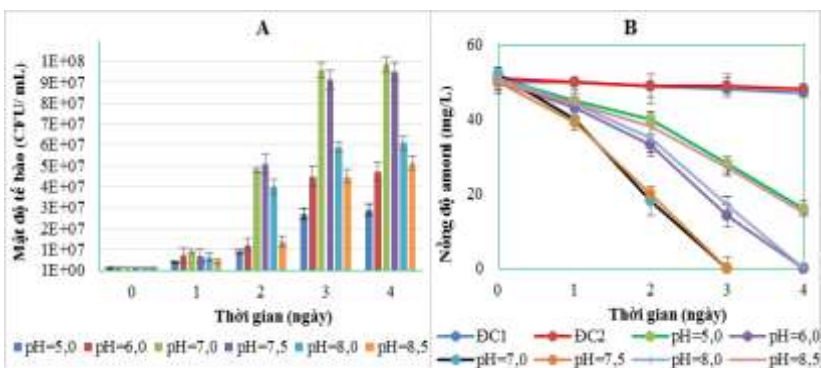 A
Mật độ tế bào (CFU/ mL)
1E+08
9E+07
8E+07
7E+07
6E+07
5E+07
4E+07
3E+07
2E+07
1E+07
1E+00
0 1 2 3 4
Thời gian (ngày)
pH=5,0 pH=6,0 pH=7,0 pH=7,5 pH=8,0 pH=8,5
B
Nồng độ amoni (mg/L)
60
40
20
0
0 1 2 3 4
Thời gian (ngày)
ĐC1 ĐC2 pH=5,0 pH=6,0
pH=7,0 pH=7,5 pH=8,0 pH=8,5